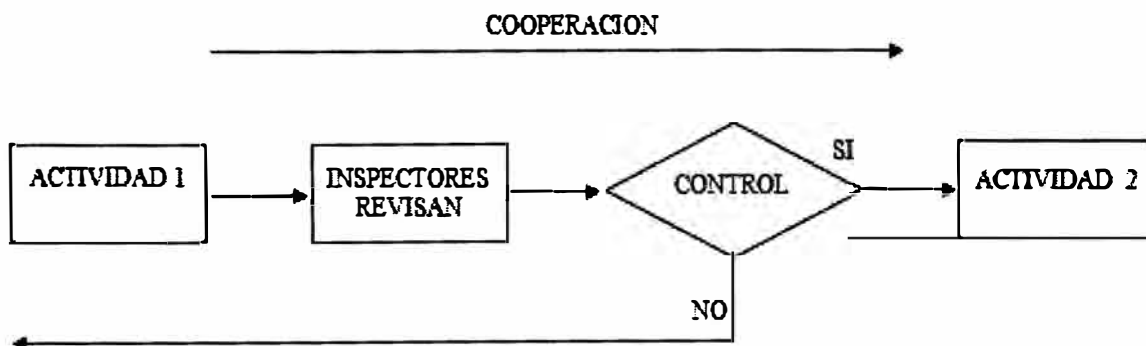 COOPERACION
ACTIVIDAD 1
INSPECTORES
REVISAN
CONTROL
SI
ACTIVIDAD 2
NO